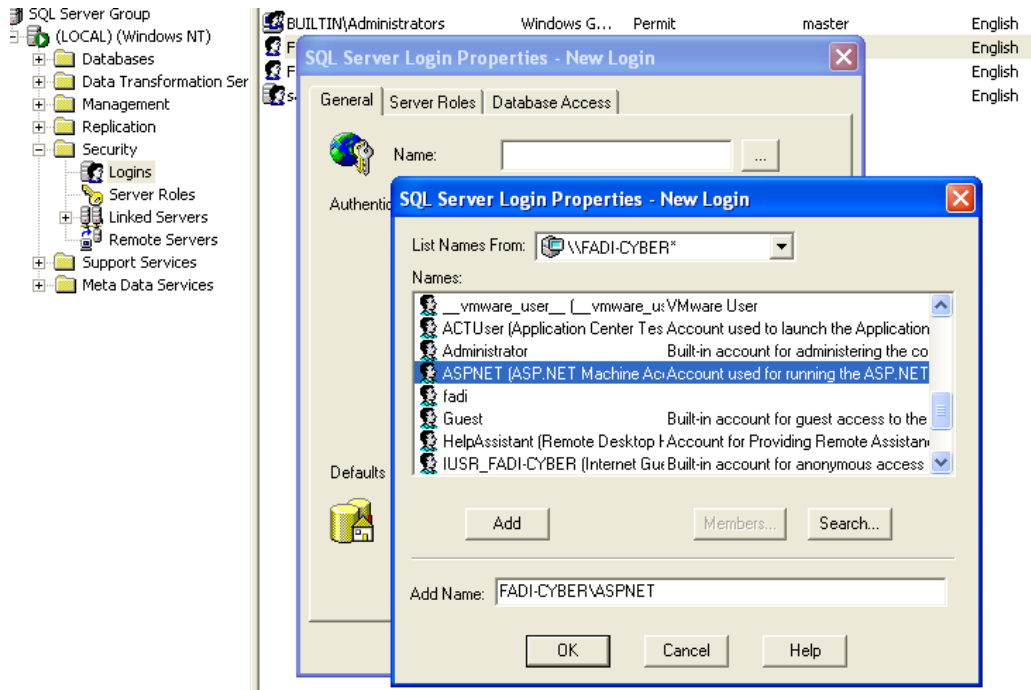 SQL Server Group
(LOCAL) (Windows NT)
Databases
Data Transformation Ser
Management
Replication
Security
Logins
Server Roles
Linked Servers
Remote Servers
Support Services
Meta Data Services
BUILTIN\Administrators Windows G... Permit master English
F English
F English
s English
SQL Server Login Properties - New Login
General Server Roles Database Access
Name: ...
Authentic
Defaults
SQL Server Login Properties - New Login
List Names From: \\FADI-CYBER*
Names:
__vmware_user__ (__vmware_us VMware User
ACTUser (Application Center Tes Account used to launch the Application
Administrator Built-in account for administering the co
ASPNET (ASP.NET Machine Acc Account used for running the ASP.NET
fadi
Guest Built-in account for guest access to the
HelpAssistant (Remote Desktop H Account for Providing Remote Assistan
IUSR_FADI-CYBER (Internet Gue Built-in account for anonymous access
Add Members... Search...
Add Name: FADI-CYBER\ASPNET
OK Cancel Help